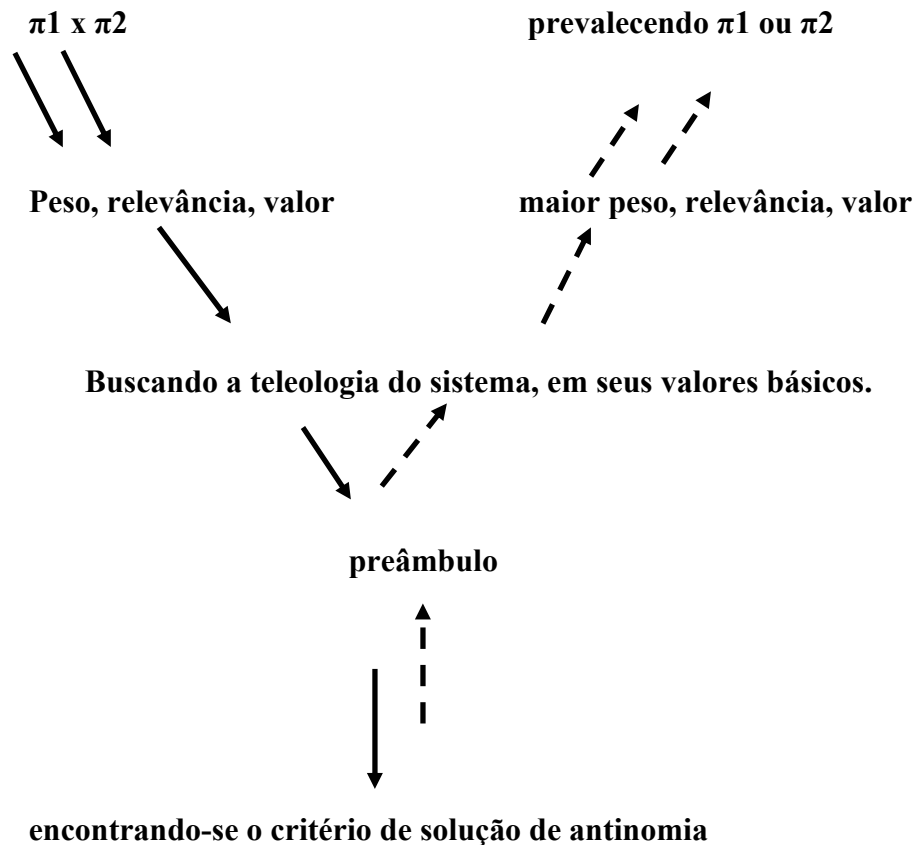 π1 x π2
prevalecendo π1 ou π2
Peso, relevância, valor
maior peso, relevância, valor
Buscando a teleologia do sistema, em seus valores básicos.
preâmbulo
encontrando-se o critério de solução de antinomia